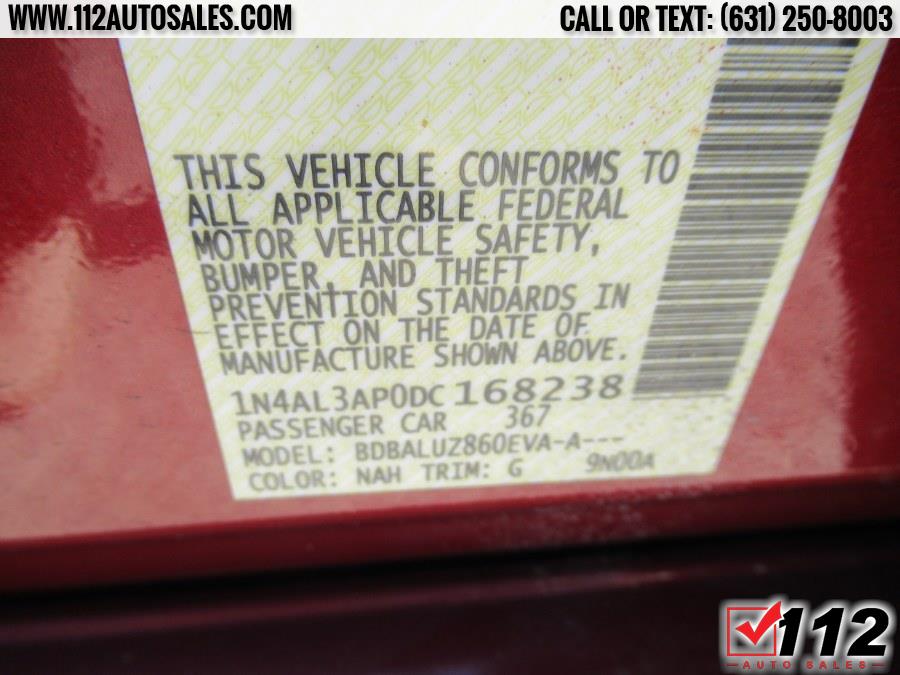 WWW.112AUTOSALES.COM
CALL OR TEXT: (631) 250-8003
THIS VEHICLE CONFORMS TO
ALL APPLICABLE FEDERAL
MOTOR VEHICLE SAFETY,
BUMPER, AND THEFT
PREVENTION STANDARDS IN
EFFECT ON THE DATE OF
MANUFACTURE SHOWN ABOVE.
1N4AL3AP0DC168238
PASSENGER CAR 367
MODEL: BDBALUZ860EVA-A---
COLOR: NAH TRIM: G 9N00A
112
AUTO SALES